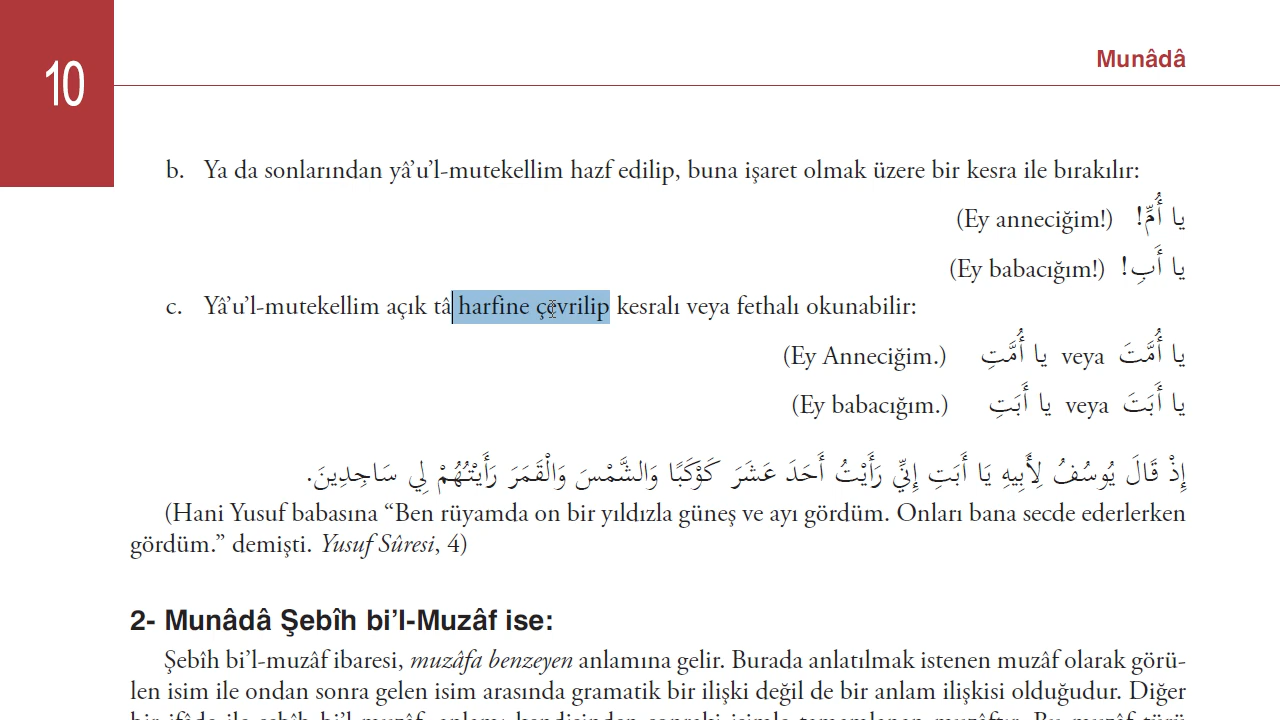 10
Munâdâ
b. Ya da sonlarından yâ’u’l-mutekellim hazf edilip, buna işaret olmak üzere bir kesra ile bırakılır:
يا أُمِّ! (Ey anneciğim!)
يا أَبِ! (Ey babacığım!)
c. Yâ’u’l-mutekellim açık tâ harfine çevrilip kesralı veya fethalı okunabilir:
يا أُمَّتَ veya يا أُمَّتِ (Ey Anneciğim.)
يا أَبَتَ veya يا أَبَتِ (Ey babacığım.)
إِذْ قَالَ يُوسُفُ لِأَبِيهِ يَا أَبَتِ إِنِّي رَأَيْتُ أَحَدَ عَشَرَ كَوْكَبًا وَالشَّمْسَ وَالْقَمَرَ رَأَيْتُهُمْ لِي سَاجِدِينَ.
(Hani Yusuf babasına “Ben rüyamda on bir yıldızla güneş ve ayı gördüm. Onları bana secde ederlerken
gördüm.” demişti. Yusuf Sûresi, 4)
2- Munâdâ Şebîh bi’l-Muzâf ise:
Şebîh bi’l-muzâf ibaresi, muzâfa benzeyen anlamına gelir. Burada anlatılmak istenen muzâf olarak görü-
len isim ile ondan sonra gelen isim arasında gramatik bir ilişki değil de bir anlam ilişkisi olduğudur. Diğer